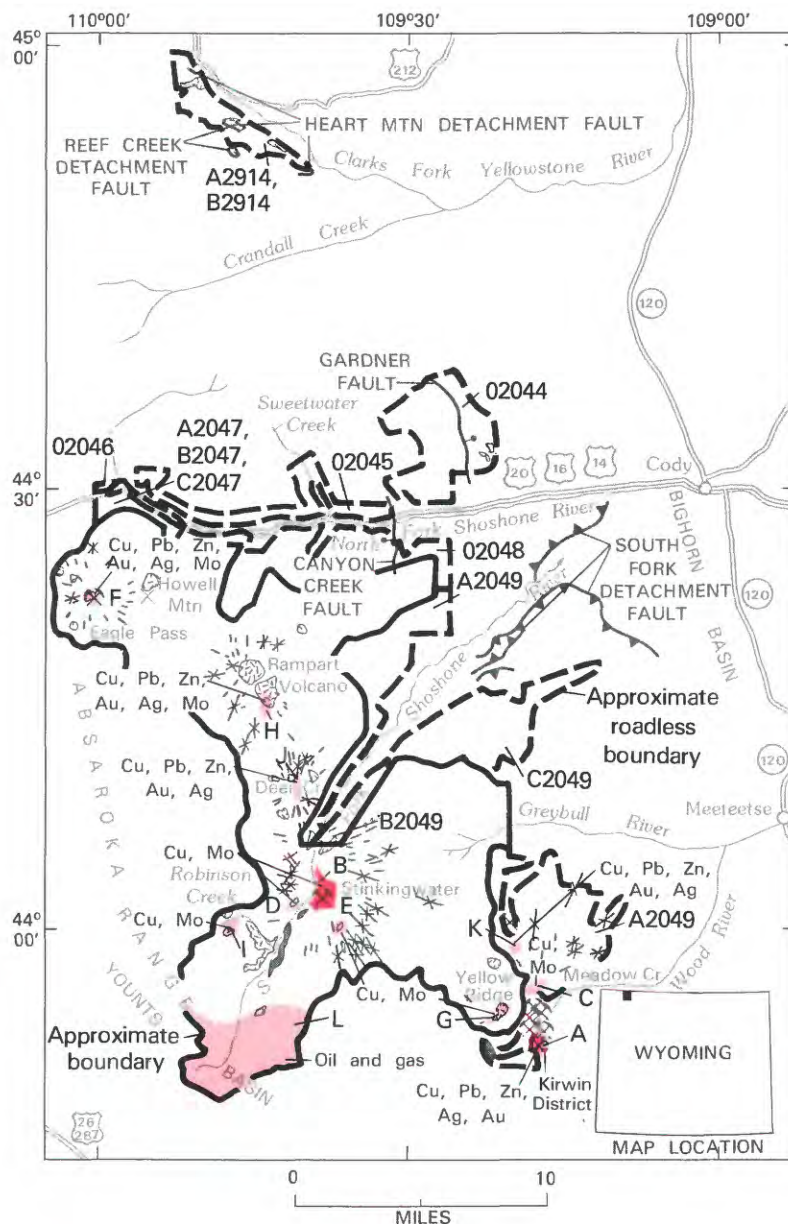 110°00'
109°30'
109°00'
45°
00'
212
HEART MTN DETACHMENT FAULT
REEF CREEK
DETACHMENT
FAULT
A2914,
B2914
Clarks Fork Yellowstone River
Crandall Creek
120
GARDNER
FAULT
02044
Sweetwater
Creek
A2047,
B2047,
C2047
02046
02045
20
16
14
Cody
44°
30'
North Fork Shoshone River
CANYON
CREEK
FAULT
02048
A2049
SOUTH
FORK
DETACHMENT
FAULT
BIGHORN
BASIN
120
Cu, Pb, Zn,
Au, Ag, Mo
F
Howell
Mtn
Eagle Pass
Shoshone River
Rampart
Volcano
Cu, Pb, Zn,
Au, Ag, Mo
H
Approximate
roadless
boundary
ABSAROKA RANGE
J
Cu, Pb, Zn,
Au, Ag
Deer Cr
C2049
120
Meeteetse
Greybull
River
B2049
Cu, Mo
B
Robinson
Creek
Stinkingwater
D
E
Cu, Pb, Zn,
Au, Ag
A2049
44°
00'
Cu, Mo
I
K
Cu,
Mo
Wood River
Meadow Cr
Yellow
Ridge
C
Cu, Mo
G
A
YOUNTS
BASIN
S
L
Approximate
boundary
Oil and gas
Cu, Pb, Zn,
Ag, Au
Kirwin
District
WYOMING
MAP LOCATION
26
287
0
10
MILES